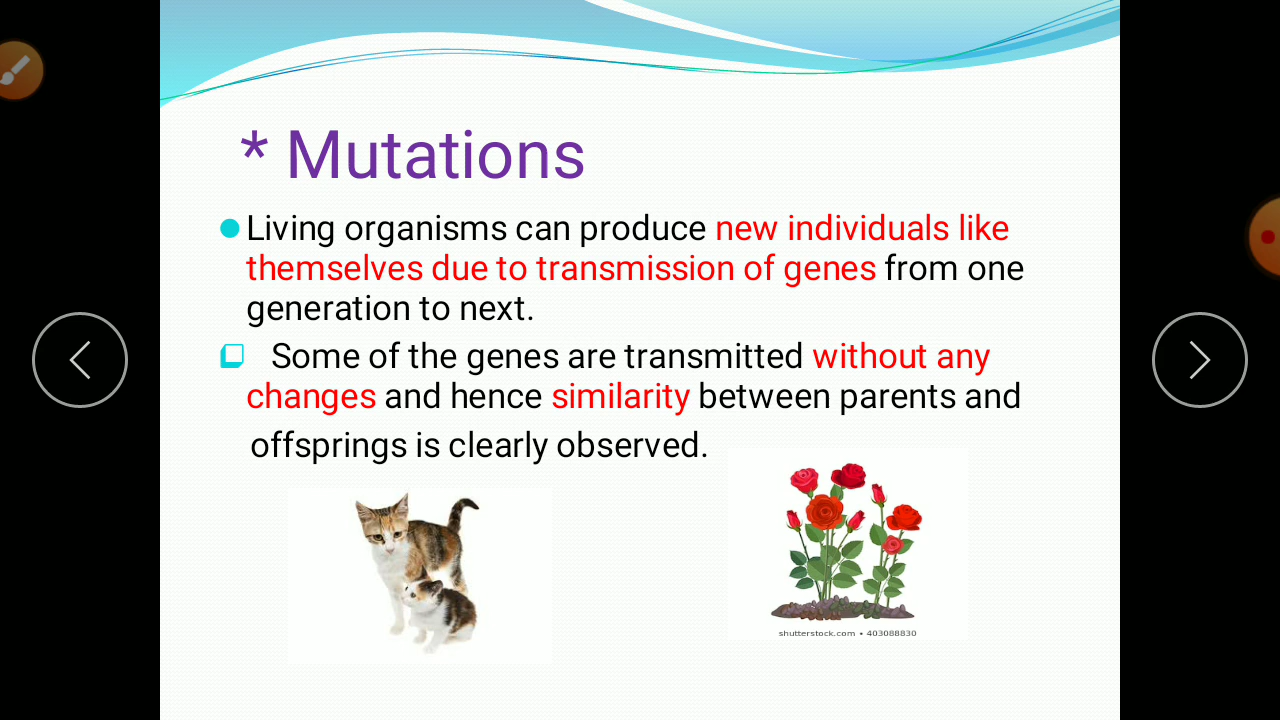 * Mutations
Living organisms can produce new individuals like
themselves due to transmission of genes from one
generation to next.
Some of the genes are transmitted without any
changes and hence similarity between parents and
offsprings is clearly observed.
shutterstock.com • 403088830